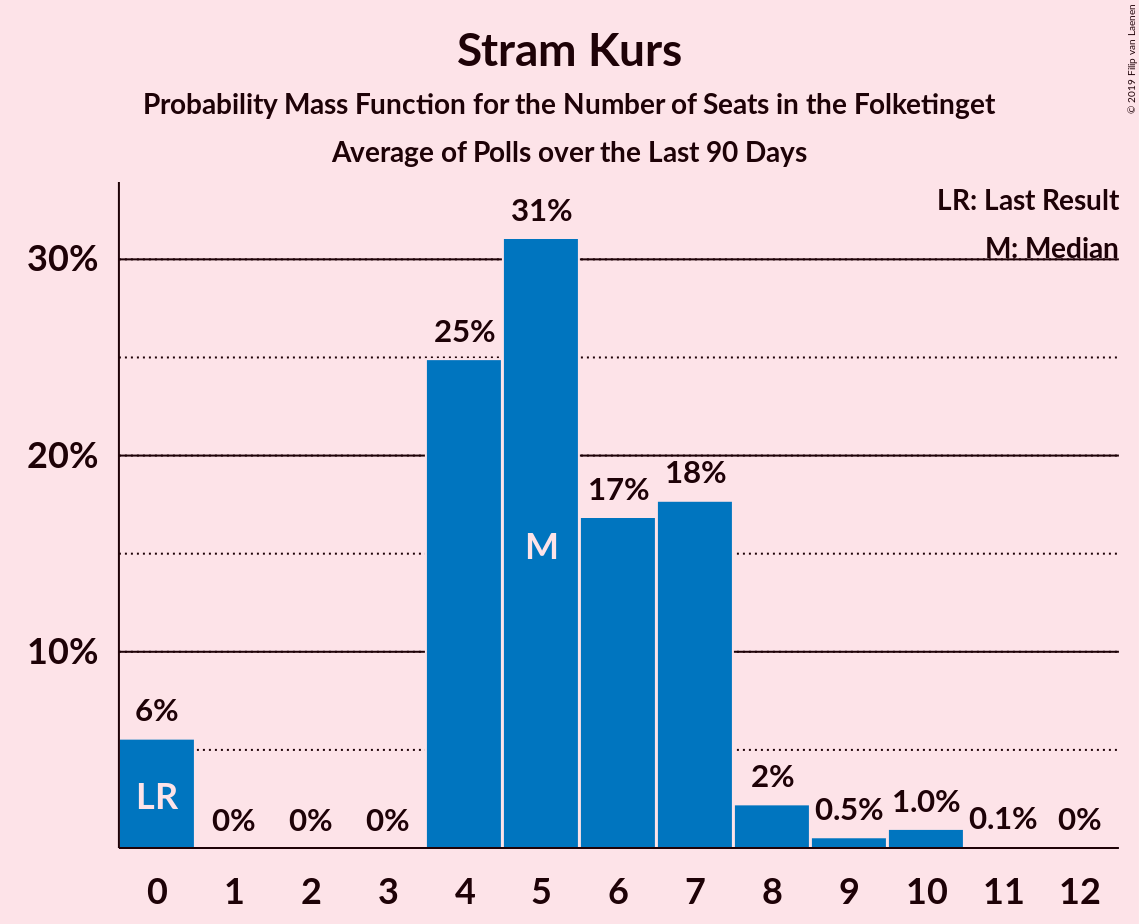 Stram Kurs
Probability Mass Function for the Number of Seats in the Folketinget
Average of Polls over the Last 90 Days
© 2019 Filip van Laenen
LR: Last Result
M: Median
30%
20%
10%
6%
0%
0%
0%
25%
31%
17%
18%
2%
0.5%
1.0%
0.1%
0%
LR
M
0 1 2 3 4 5 6 7 8 9 10 11 12